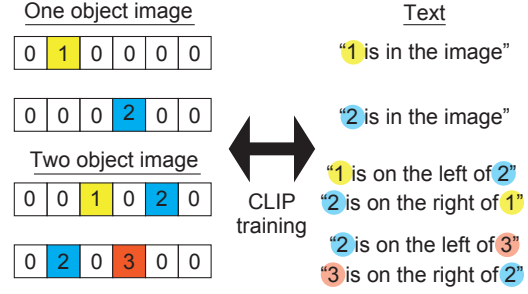 One object image
Text
0 1 0 0 0 0
“1 is in the image”
0 0 0 2 0 0
“2 is in the image”
Two object image
CLIP
training
0 0 1 0 2 0
“1 is on the left of 2”
“2 is on the right of 1”
0 2 0 3 0 0
“2 is on the left of 3”
“3 is on the right of 2”